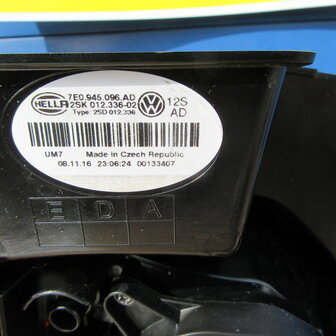 7E0.945.096.AD
HELLA 2SK 012.336-02 12S
Type: 2SD 012.336 AD
UM7 Made in Czech Republic
08.11.16 23:06:24 00133407
E D A